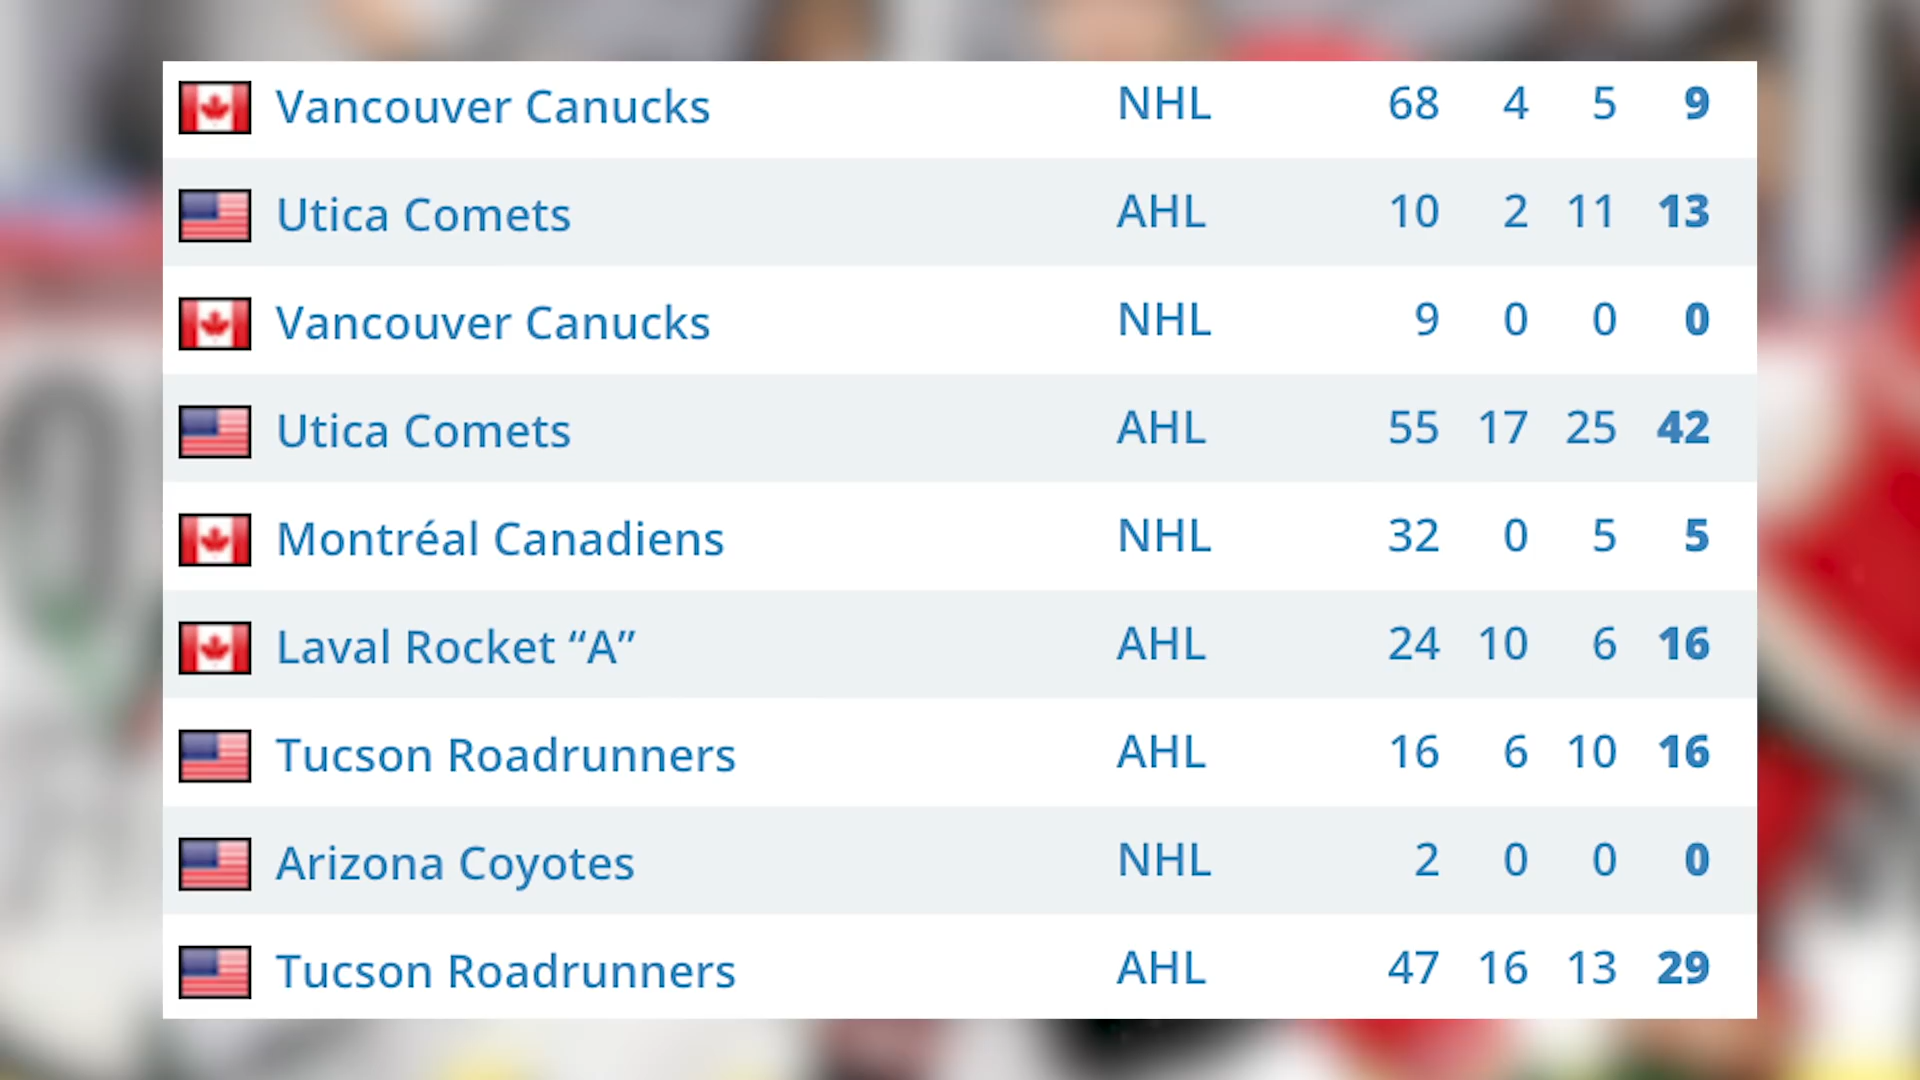 Vancouver Canucks NHL 68 4 5 9
Utica Comets AHL 10 2 11 13
Vancouver Canucks NHL 9 0 0 0
Utica Comets AHL 55 17 25 42
Montréal Canadiens NHL 32 0 5 5
Laval Rocket “A” AHL 24 10 6 16
Tucson Roadrunners AHL 16 6 10 16
Arizona Coyotes NHL 2 0 0 0
Tucson Roadrunners AHL 47 16 13 29